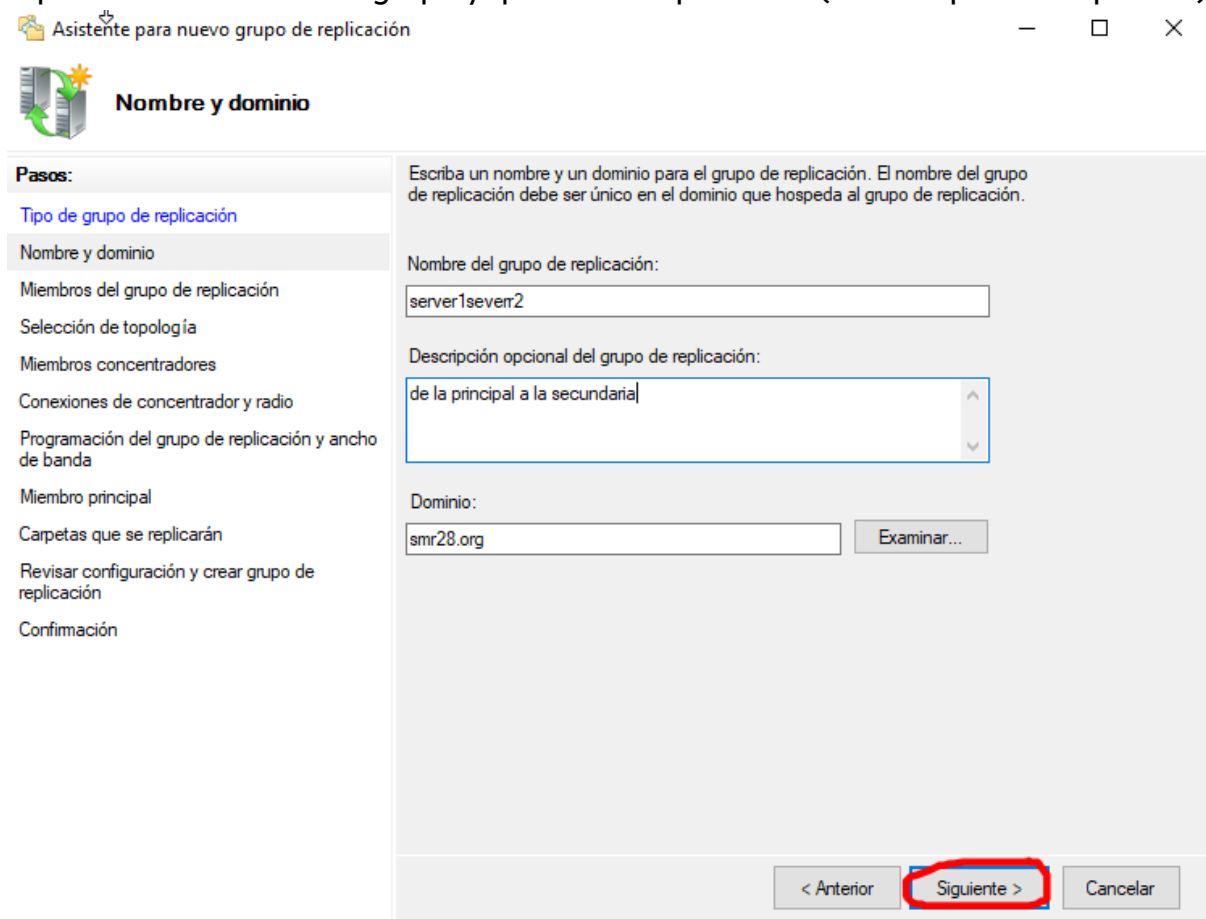 Asistente para nuevo grupo de replicación
Nombre y dominio
Pasos:
Tipo de grupo de replicación
Nombre y dominio
Miembros del grupo de replicación
Selección de topología
Miembros concentradores
Conexiones de concentrador y radio
Programación del grupo de replicación y ancho
de banda
Miembro principal
Carpetas que se replicarán
Revisar configuración y crear grupo de
replicación
Confirmación
Escriba un nombre y un dominio para el grupo de replicación. El nombre del grupo
de replicación debe ser único en el dominio que hospeda al grupo de replicación.
Nombre del grupo de replicación:
server1severr2
Descripción opcional del grupo de replicación:
de la principal a la secundaria
Dominio:
smr28.org
Examinar...
< Anterior
Siguiente >
Cancelar